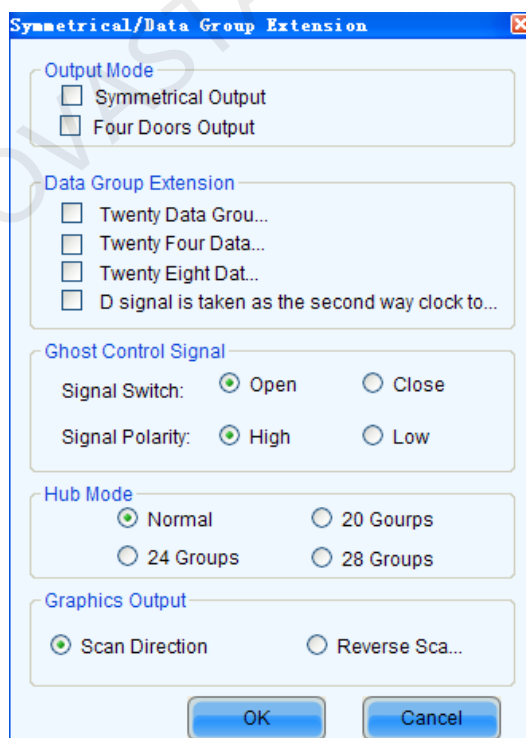 Symmetrical/Data Group Extension
Output Mode
Symmetrical Output
Four Doors Output
Data Group Extension
Twenty Data Grou...
Twenty Four Data...
Twenty Eight Dat...
D signal is taken as the second way clock to...
Ghost Control Signal
Signal Switch: Open Close
Signal Polarity: High Low
Hub Mode
Normal 20 Gourps
24 Groups 28 Groups
Graphics Output
Scan Direction Reverse Sca...
OK Cancel